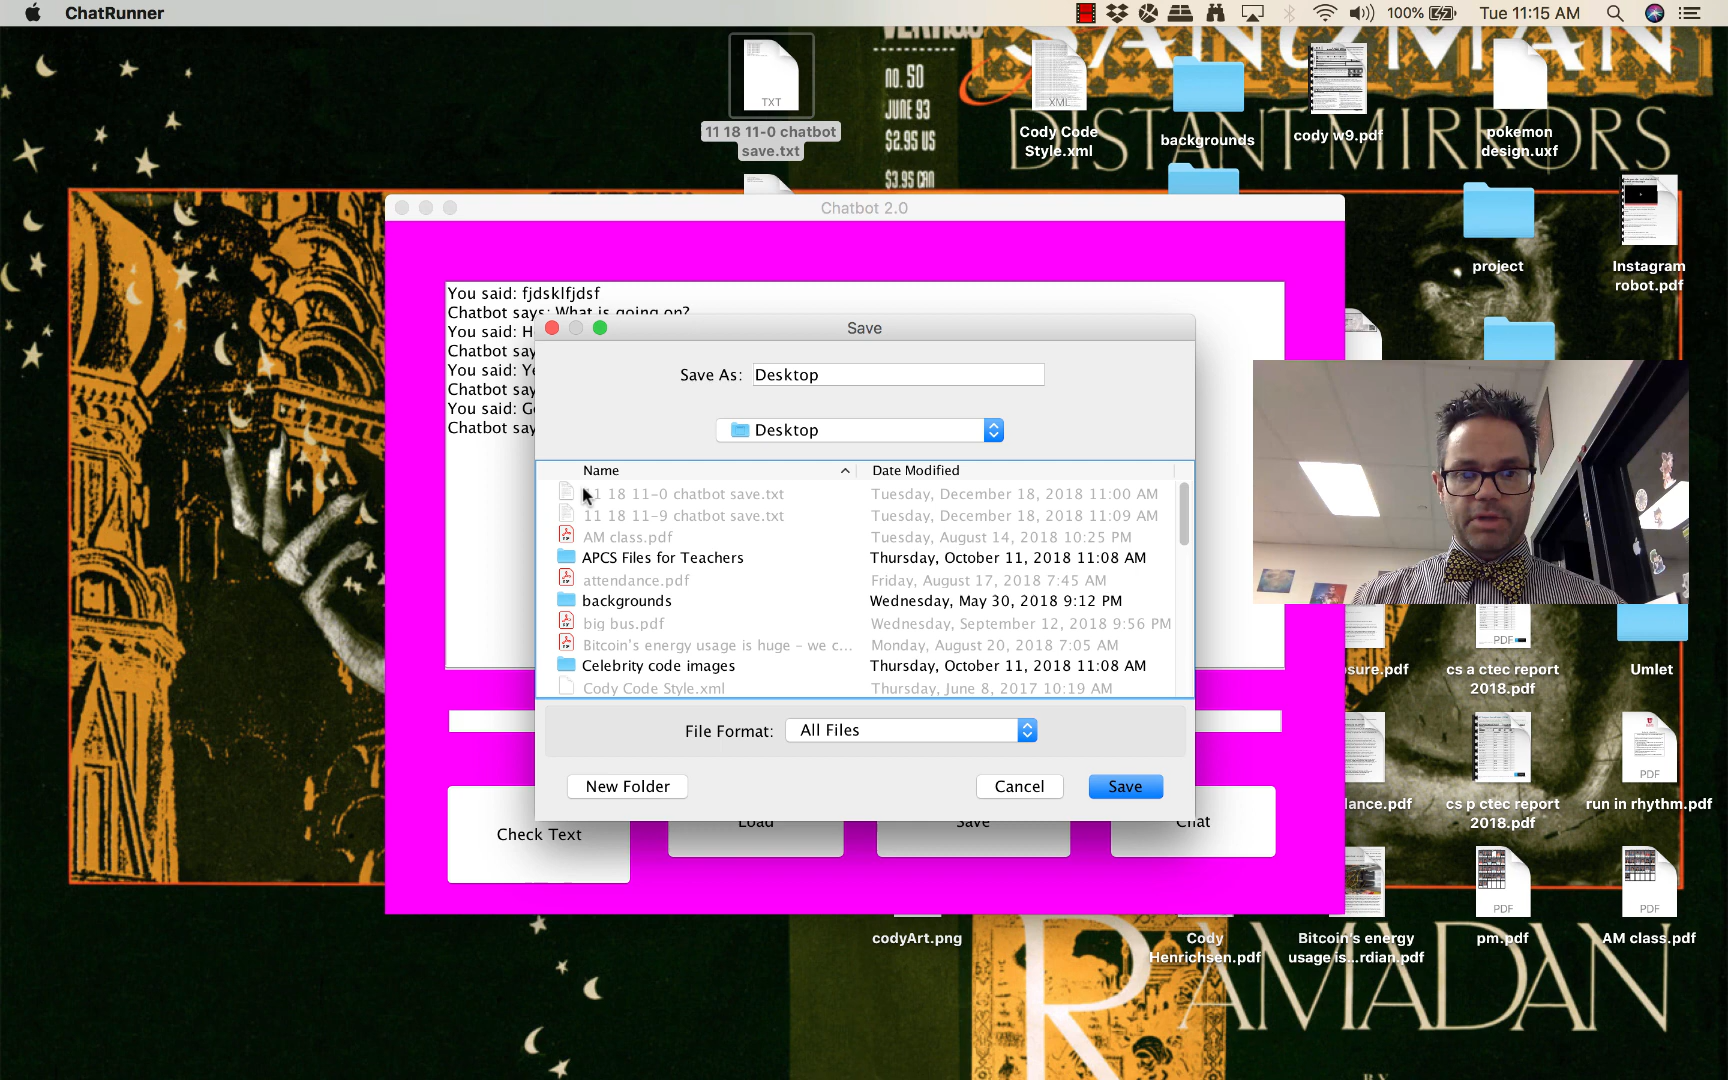 ChatRunner
100%
Tue 11:15 AM
VERTIGO
SANDMAN
no. 50
JUNE 93
$2.95 US
$3.95 CAN
DISTANT MIRRORS
TXT
11 18 11-0 chatbot
save.txt
XML
Cody Code
Style.xml
backgrounds
cody w9.pdf
pokemon
design.uxf
project
Instagram
robot.pdf
Chatbot 2.0
You said: fjdsklfjdsf
Chatbot says: What is going on?
You said: H
Chatbot say
You said: Ye
Chatbot say
You said: Go
Chatbot say
Save
Save As:
Desktop
Desktop
Name
Date Modified
11 18 11-0 chatbot save.txt
Tuesday, December 18, 2018 11:00 AM
11 18 11-9 chatbot save.txt
Tuesday, December 18, 2018 11:09 AM
AM class.pdf
Tuesday, August 14, 2018 10:25 PM
APCS Files for Teachers
Thursday, October 11, 2018 11:08 AM
attendance.pdf
Friday, August 17, 2018 7:45 AM
backgrounds
Wednesday, May 30, 2018 9:12 PM
big bus.pdf
Wednesday, September 12, 2018 9:56 PM
Bitcoin's energy usage is huge - we c...
Monday, August 20, 2018 7:05 AM
Celebrity code images
Thursday, October 11, 2018 11:08 AM
Cody Code Style.xml
Thursday, June 8, 2017 10:19 AM
File Format:
All Files
New Folder
Cancel
Save
Check Text
Load
Save
Chat
sure.pdf
PDF
cs a ctec report
2018.pdf
Umlet
lance.pdf
cs p ctec report
2018.pdf
PDF
run in rhythm.pdf
codyArt.png
Cody
Henrichsen.pdf
Bitcoin's energy
usage is...rdian.pdf
PDF
pm.pdf
PDF
AM class.pdf
RAMADAN
BY